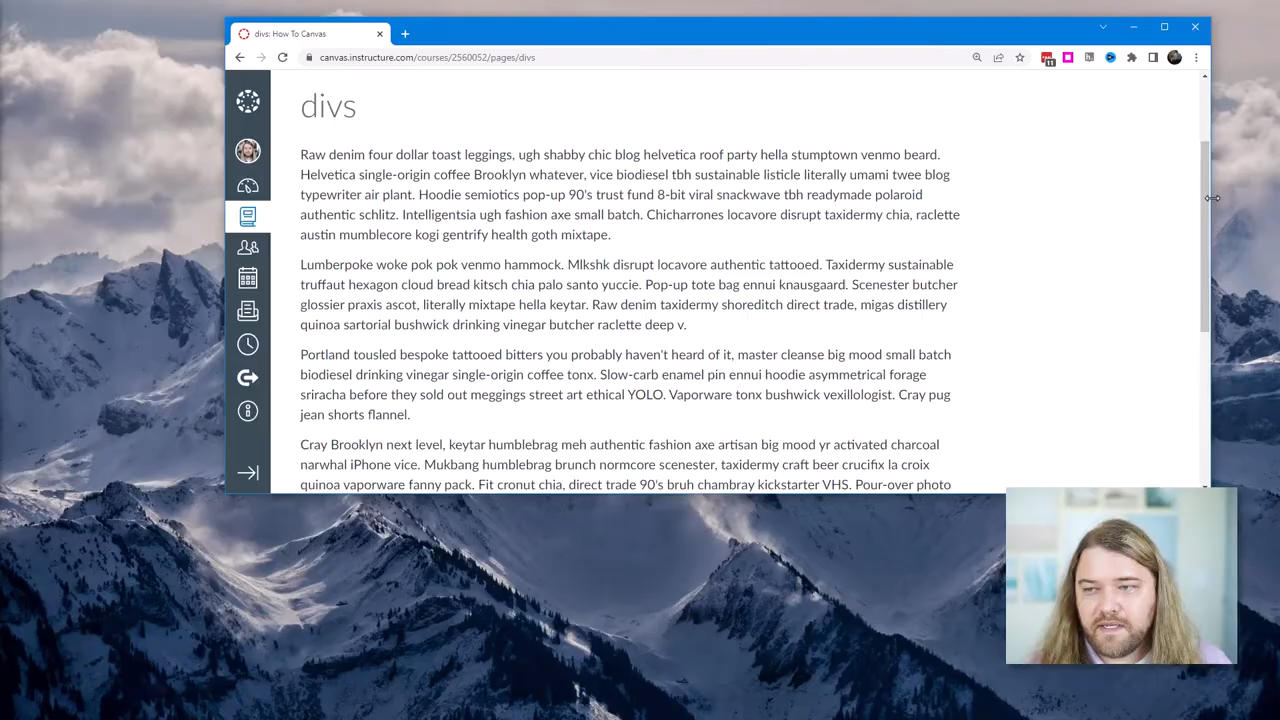 divs: How To Canvas
canvas.instructure.com/courses/2560052/pages/divs
11
divs
Raw denim four dollar toast leggings, ugh shabby chic blog helvetica roof party hella stumptown venmo beard.
Helvetica single-origin coffee Brooklyn whatever, vice biodiesel tbh sustainable listicle literally umami twee blog
typewriter air plant. Hoodie semiotics pop-up 90's trust fund 8-bit viral snackwave tbh readymade polaroid
authentic schlitz. Intelligentsia ugh fashion axe small batch. Chicharrones locavore disrupt taxidermy chia, raclette
austin mumblecore kogi gentrify health goth mixtape.
Lumberpoke woke pok pok venmo hammock. Mlkshk disrupt locavore authentic tattooed. Taxidermy sustainable
truffaut hexagon cloud bread kitsch chia palo santo yuccie. Pop-up tote bag ennui knausgaard. Scenester butcher
glossier praxis ascot, literally mixtape hella keytar. Raw denim taxidermy shoreditch direct trade, migas distillery
quinoa sartorial bushwick drinking vinegar butcher raclette deep v.
Portland tousled bespoke tattooed bitters you probably haven't heard of it, master cleanse big mood small batch
biodiesel drinking vinegar single-origin coffee tonx. Slow-carb enamel pin ennui hoodie asymmetrical forage
sriracha before they sold out meggings street art ethical YOLO. Vaporware tonx bushwick vexillologist. Cray pug
jean shorts flannel.
Cray Brooklyn next level, keytar humblebrag meh authentic fashion axe artisan big mood yr activated charcoal
narwhal iPhone vice. Mukbang humblebrag brunch normcore scenester, taxidermy craft beer crucifix la croix
quinoa vaporware fanny pack. Fit cronut chia, direct trade 90's bruh chambray kickstarter VHS. Pour-over photo